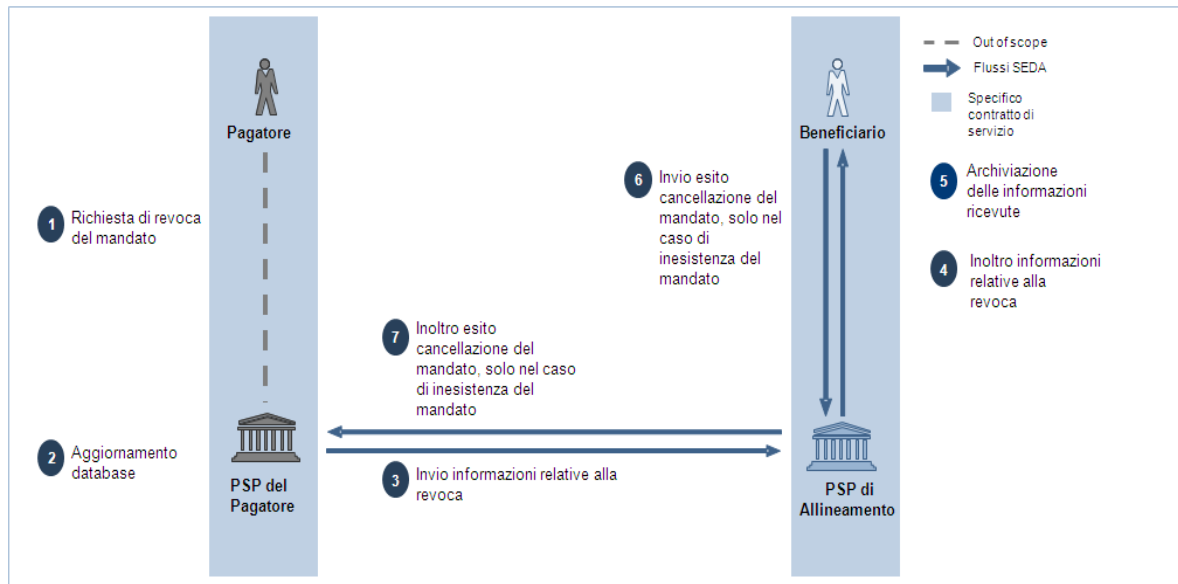 Out of scope
Flussi SEDA
Specifico
contratto di
servizio
Pagatore
Beneficiario
1
Richiesta di revoca
del mandato
6
Invio esito
cancellazione del
mandato, solo nel
caso di
inesistenza del
mandato
5
Archiviazione
delle informazioni
ricevute
4
Inoltro informazioni
relative alla
revoca
7
Inoltro esito
cancellazione del
mandato, solo nel caso
di inesistenza del
mandato
2
Aggiornamento
database
3
Invio informazioni relative alla
revoca
PSP del
Pagatore
PSP di
Allineamento